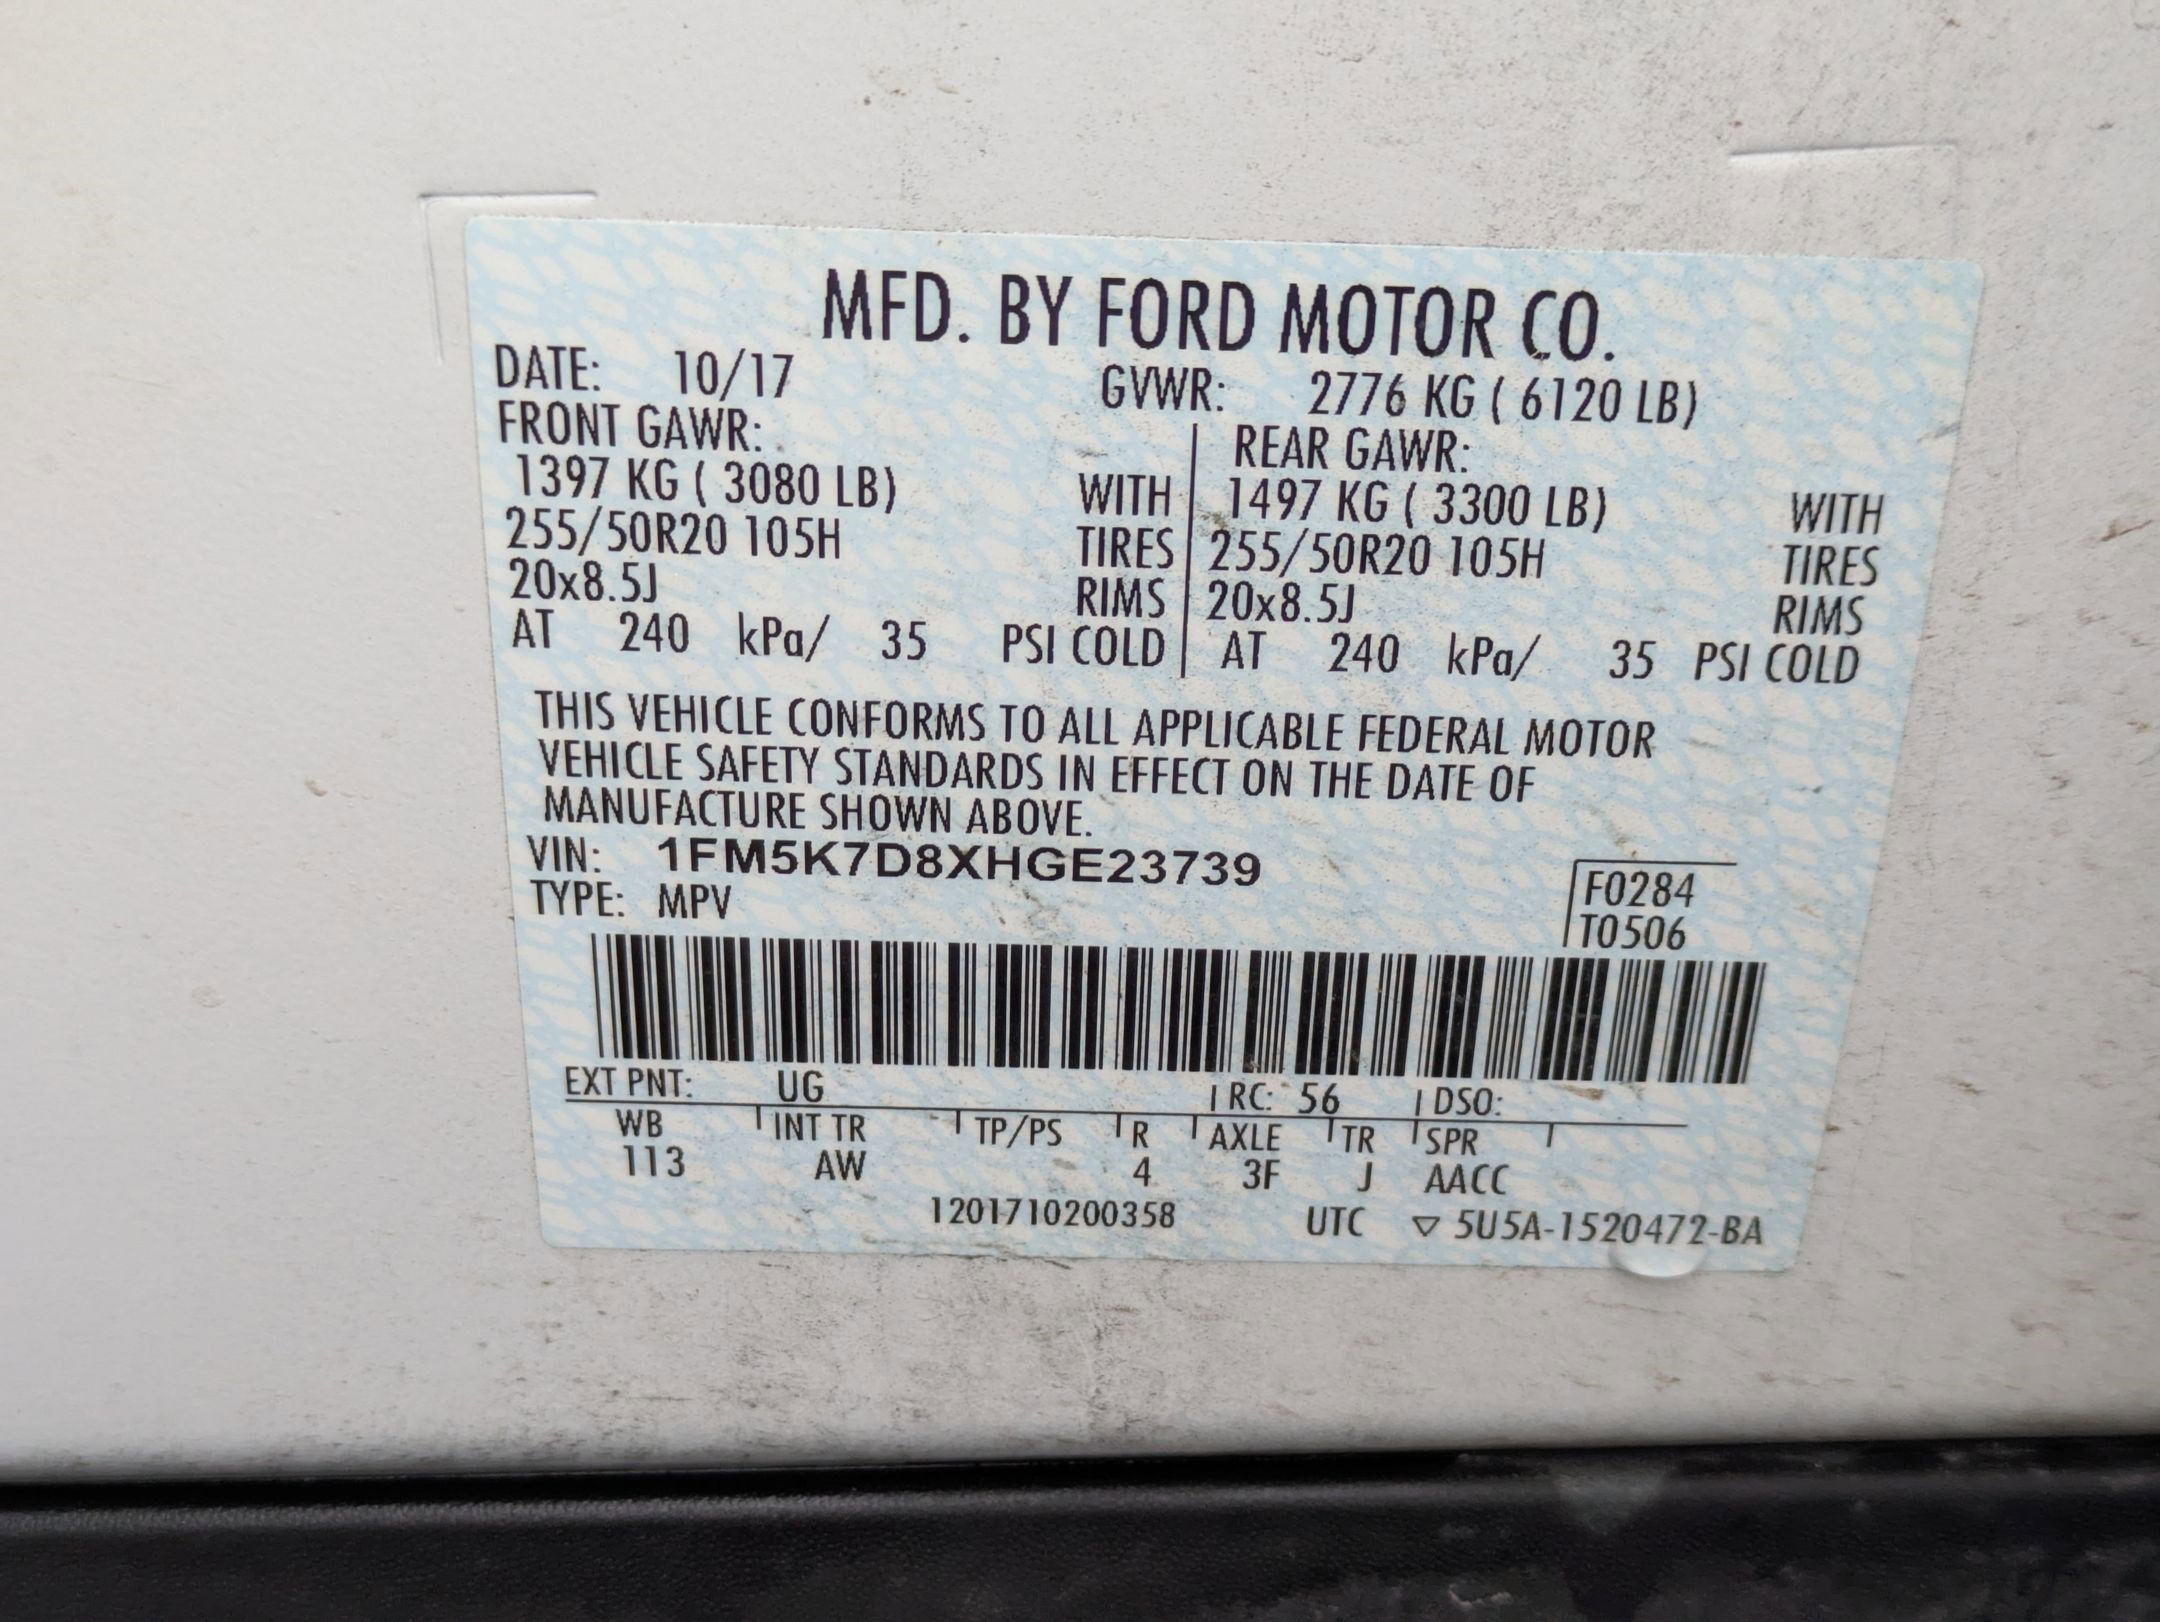 MFD. BY FORD MOTOR CO.
DATE: 10/17 GVWR: 2776 KG ( 6120 LB)
FRONT GAWR: REAR GAWR:
1397 KG ( 3080 LB) WITH 1497 KG ( 3300 LB) WITH
255/50R20 105H TIRES 255/50R20 105H TIRES
20x8.5J RIMS 20x8.5J RIMS
AT 240 kPa/ 35 PSI COLD AT 240 kPa/ 35 PSI COLD
THIS VEHICLE CONFORMS TO ALL APPLICABLE FEDERAL MOTOR
VEHICLE SAFETY STANDARDS IN EFFECT ON THE DATE OF
MANUFACTURE SHOWN ABOVE.
VIN: 1FM5K7D8XHGE23739
TYPE: MPV
F0284
T0506
EXT PNT: UG RC: 56 DSO:
WB INT TR TP/PS R AXLE TR SPR
113 AW 4 3F J AACC
1201710200358 UTC ▽ 5U5A-1520472-BA